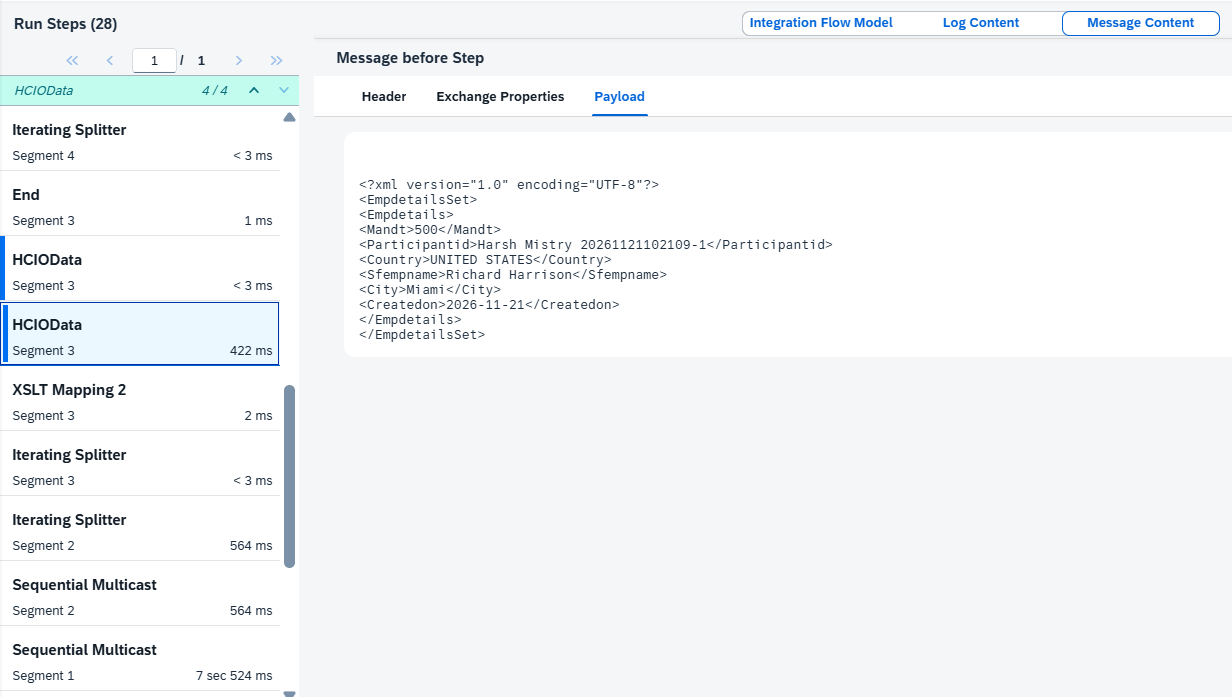 Run Steps (28)
1 / 1
HCIOData 4 / 4
Iterating Splitter
Segment 4 < 3 ms
End
Segment 3 1 ms
HCIOData
Segment 3 < 3 ms
HCIOData
Segment 3 422 ms
XSLT Mapping 2
Segment 3 2 ms
Iterating Splitter
Segment 3 < 3 ms
Iterating Splitter
Segment 2 564 ms
Sequential Multicast
Segment 2 564 ms
Sequential Multicast
Segment 1 7 sec 524 ms
Integration Flow Model Log Content Message Content
Message before Step
Header Exchange Properties Payload
<?xml version="1.0" encoding="UTF-8"?>
<EmpdetailsSet>
<Empdetails>
<Mandt>500</Mandt>
<Participantid>Harsh Mistry 20261121102109-1</Participantid>
<Country>UNITED STATES</Country>
<Sfempname>Richard Harrison</Sfempname>
<City>Miami</City>
<Createdon>2026-11-21</Createdon>
</Empdetails>
</EmpdetailsSet>